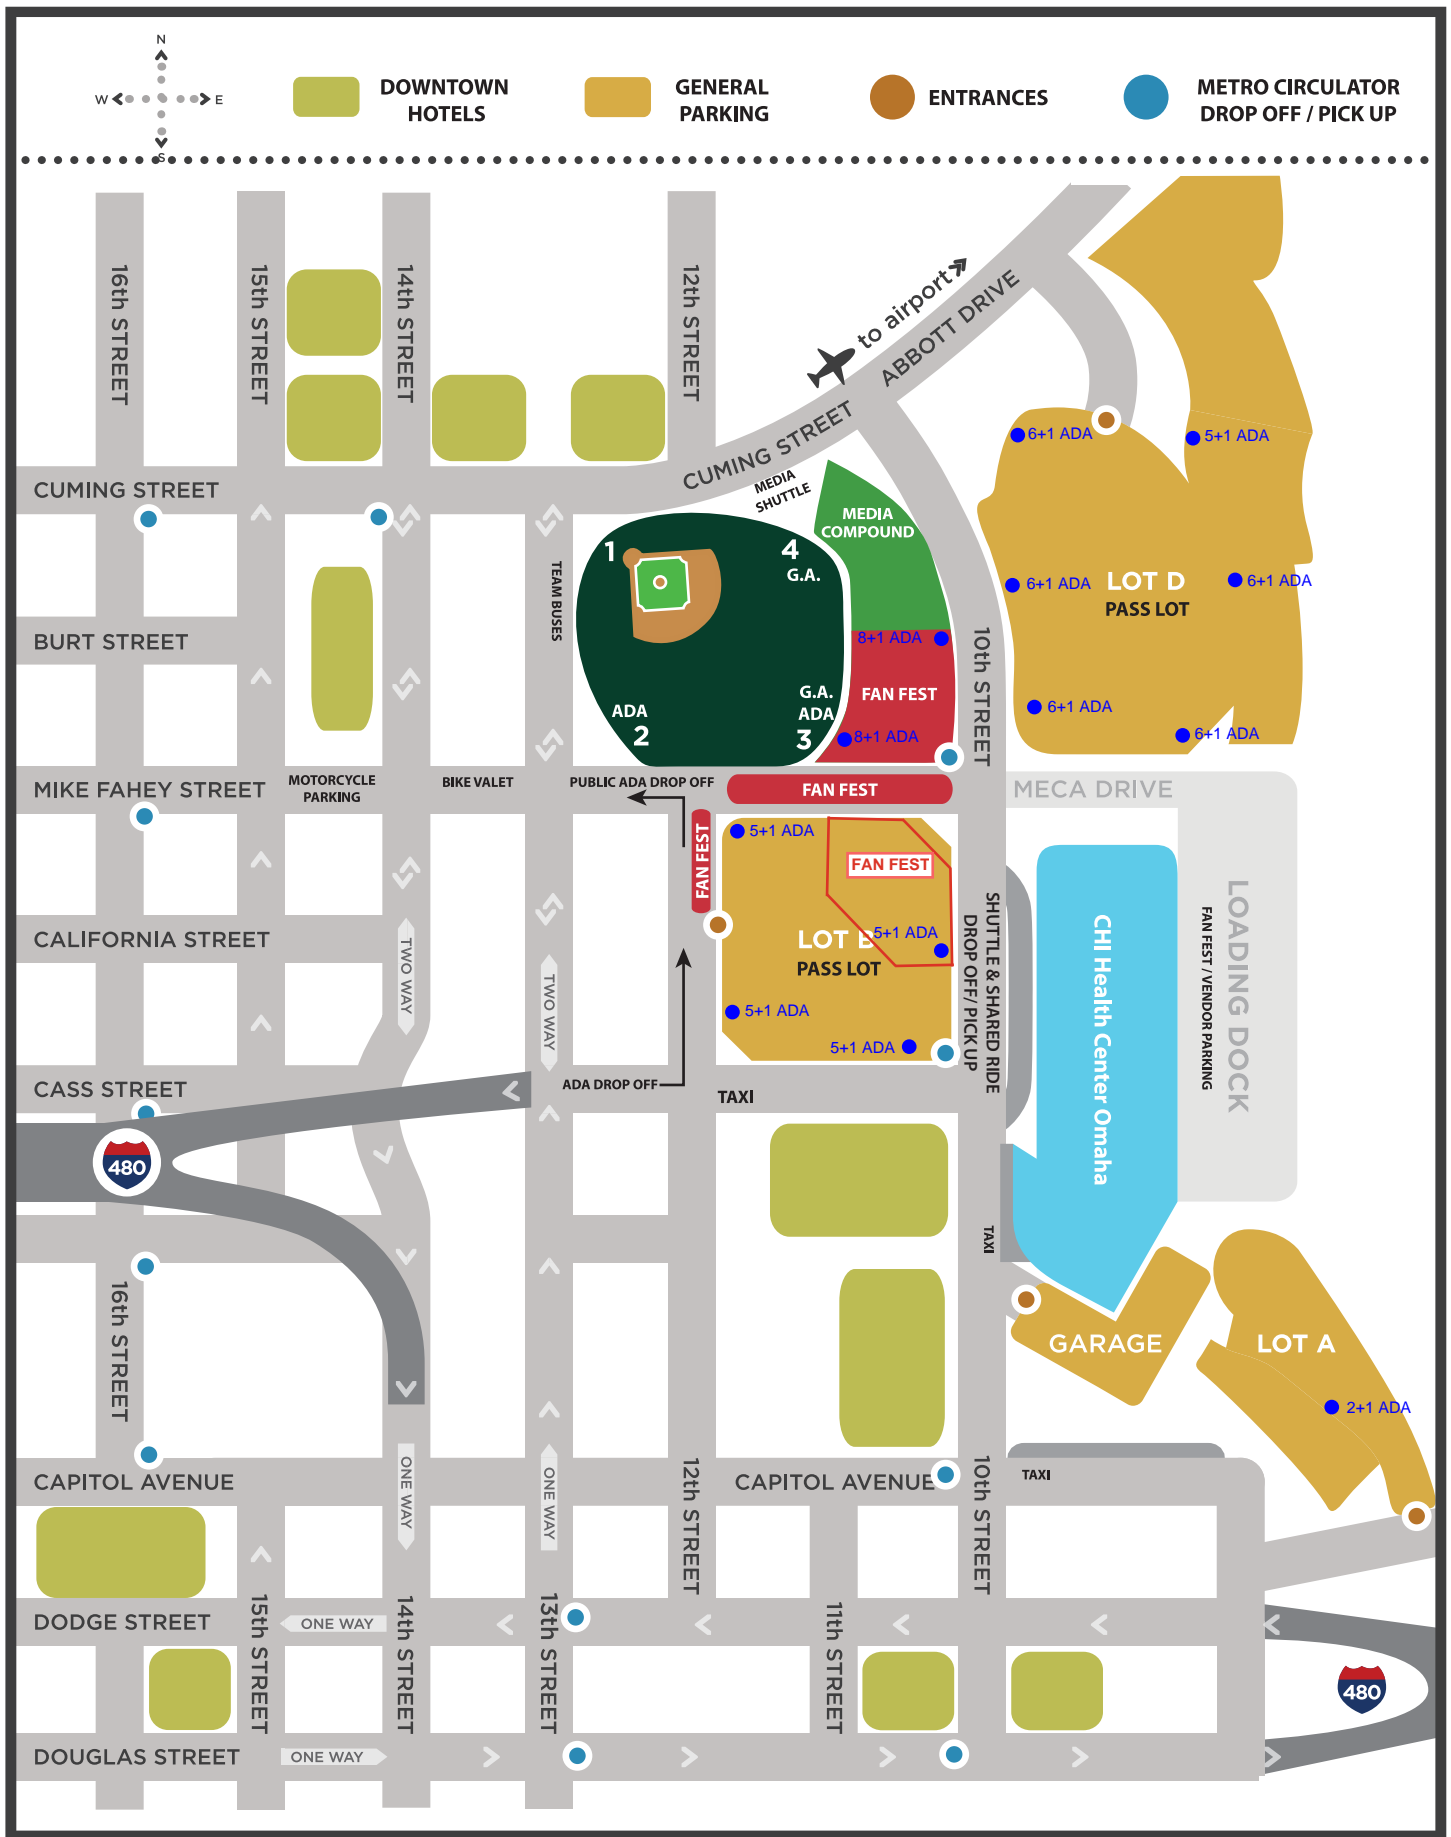 N
W
E
S
DOWNTOWN
HOTELS
GENERAL
PARKING
ENTRANCES
METRO CIRCULATOR
DROP OFF / PICK UP
16th STREET
15th STREET
14th STREET
12th STREET
to airport
ABBOTT DRIVE
CUMING STREET
CUMING STREET
MEDIA
SHUTTLE
MEDIA
COMPOUND
6+1 ADA
5+1 ADA
1
4
G.A.
TEAM BUSES
LOT D
PASS LOT
6+1 ADA
6+1 ADA
BURT STREET
8+1 ADA
10th STREET
FAN FEST
G.A.
ADA
3
ADA
2
8+1 ADA
6+1 ADA
6+1 ADA
MIKE FAHEY STREET
MOTORCYCLE
PARKING
BIKE VALET
PUBLIC ADA DROP OFF
FAN FEST
MECA DRIVE
FAN FEST
5+1 ADA
FAN FEST
5+1 ADA
LOT B
PASS LOT
5+1 ADA
5+1 ADA
SHUTTLE & SHARED RIDE
DROP OFF/ PICK UP
CHI Health Center Omaha
FAN FEST / VENDOR PARKING
LOADING DOCK
CALIFORNIA STREET
TWO WAY
TWO WAY
CASS STREET
ADA DROP OFF
TAXI
480
TAXI
16th STREET
GARAGE
LOT A
2+1 ADA
CAPITOL AVENUE
ONE WAY
ONE WAY
12th STREET
CAPITOL AVENUE
10th STREET
TAXI
DODGE STREET
15th STREET
ONE WAY
14th STREET
13th STREET
11th STREET
480
DOUGLAS STREET
ONE WAY